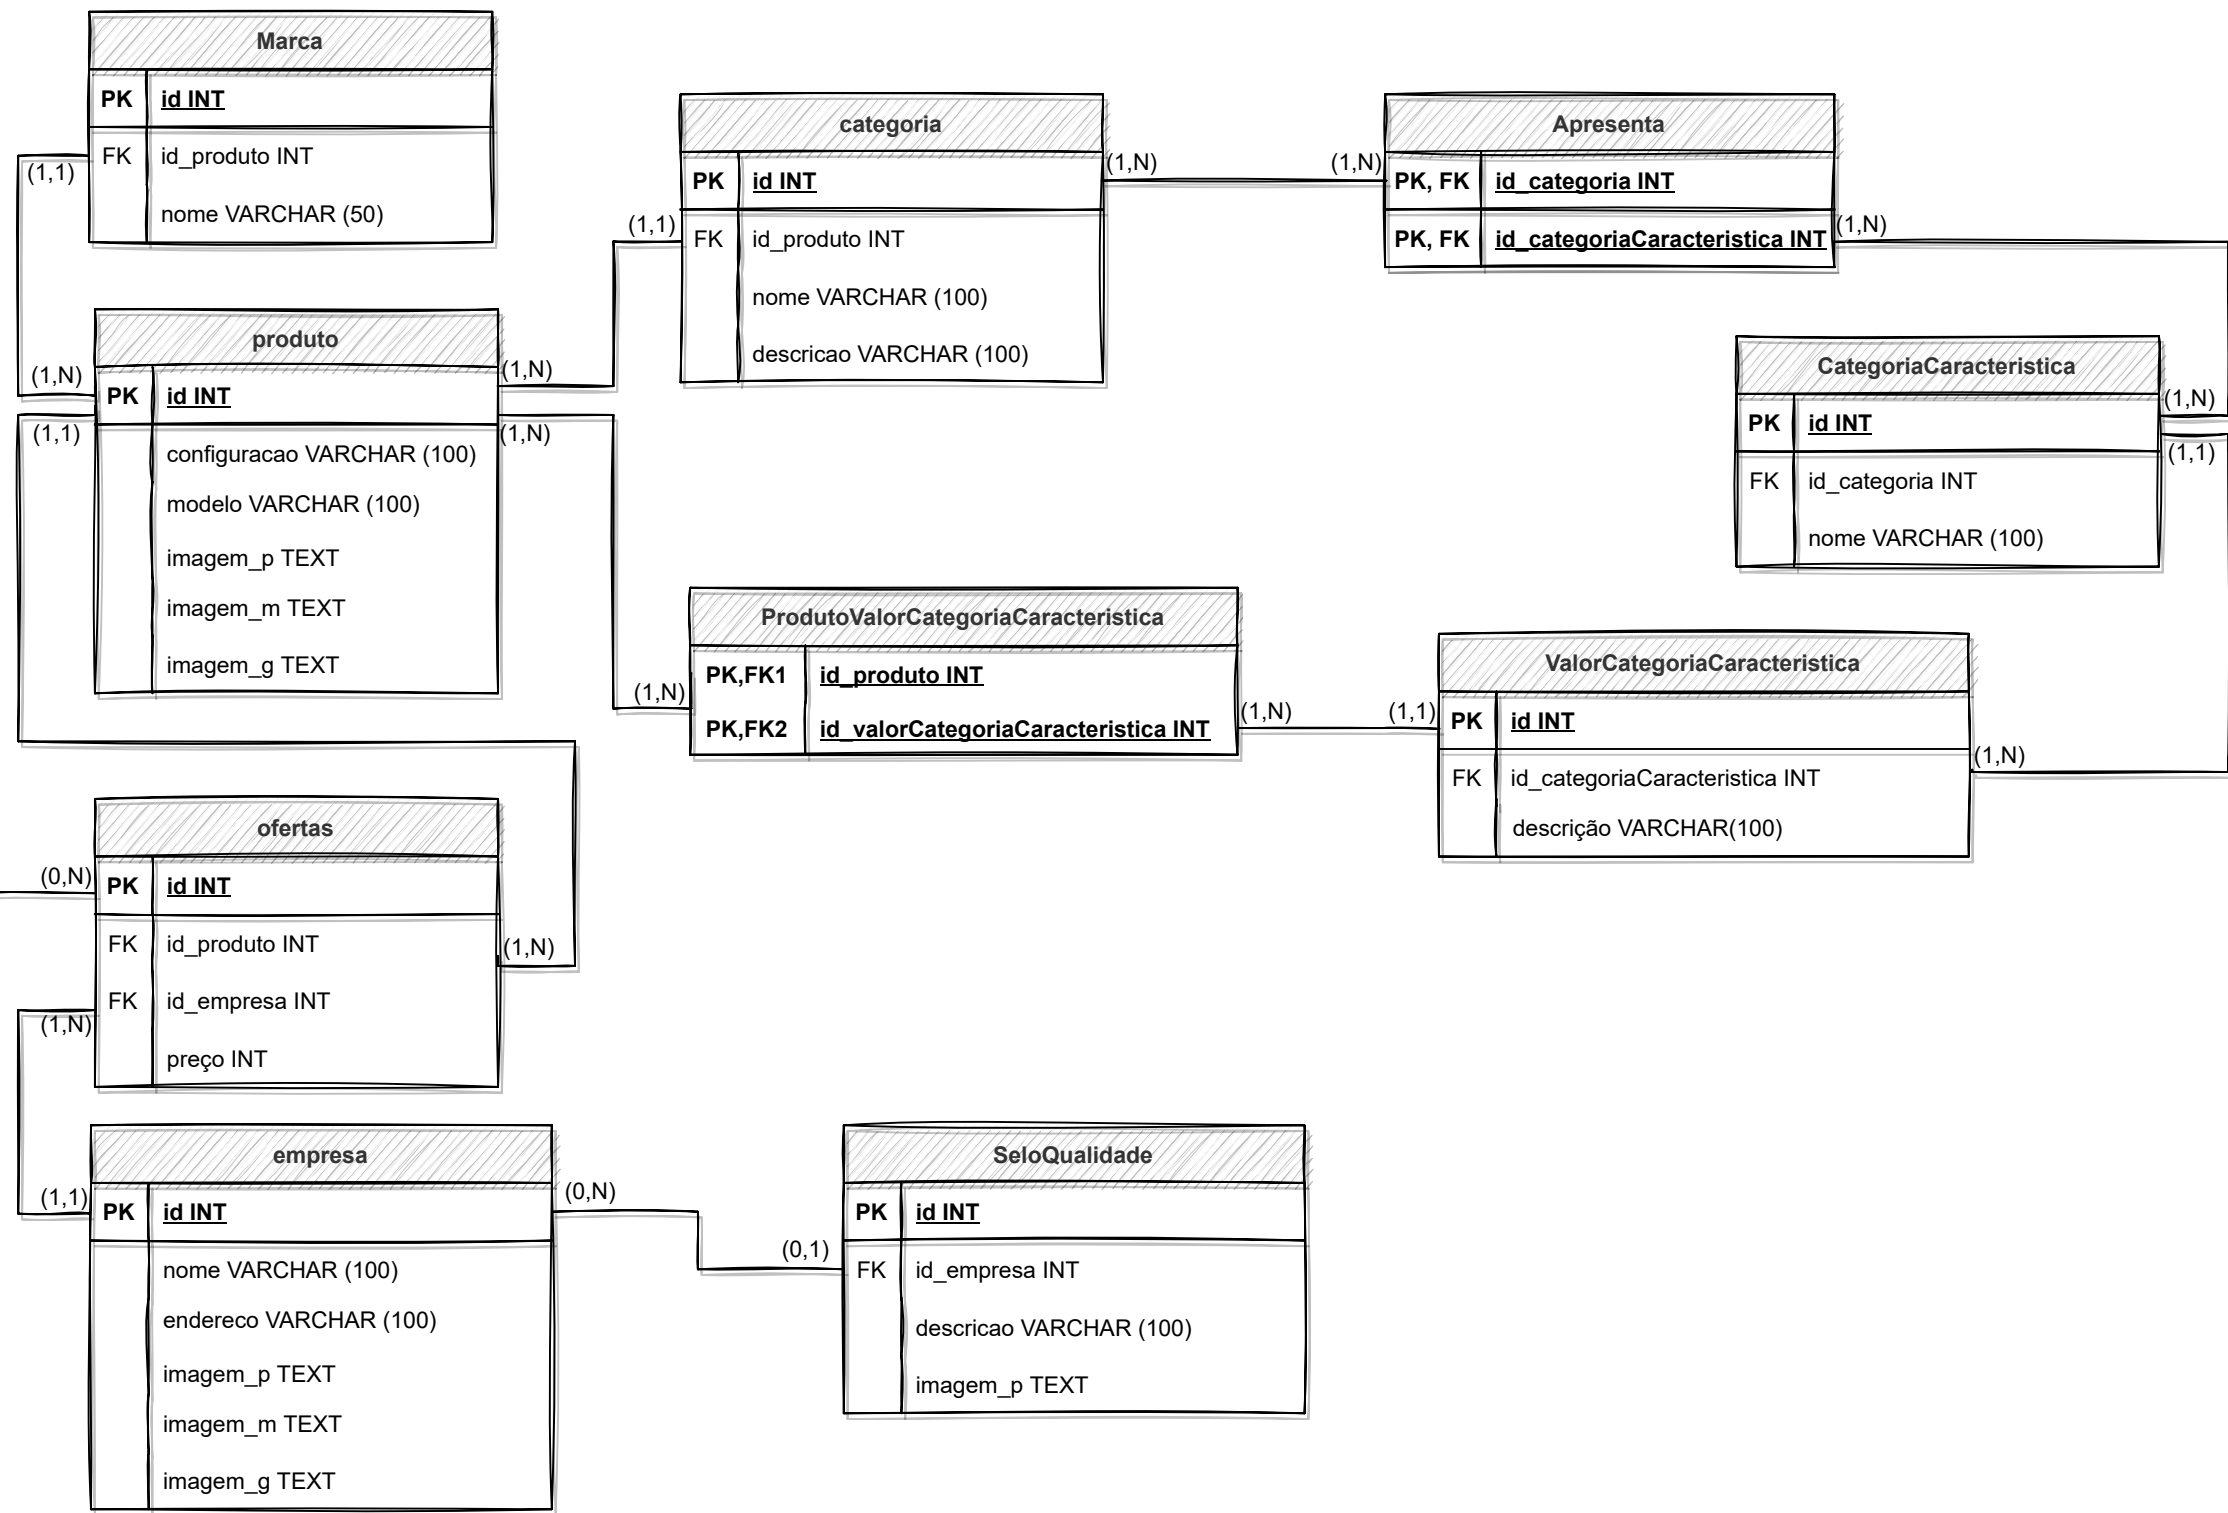 Marca
PK id INT
FK id_produto INT
nome VARCHAR (50)
(1,1)
(1,N)
produto
PK id INT
configuracao VARCHAR (100)
modelo VARCHAR (100)
imagem_p TEXT
imagem_m TEXT
imagem_g TEXT
(1,1)
(1,N)
(1,N)
categoria
PK id INT
FK id_produto INT
nome VARCHAR (100)
descricao VARCHAR (100)
(1,1)
(1,N)
(1,N)
Apresenta
PK, FK id_categoria INT
PK, FK id_categoriaCaracteristica INT
(1,N)
CategoriaCaracteristica
PK id INT
FK id_categoria INT
nome VARCHAR (100)
(1,N)
(1,1)
ProdutoValorCategoriaCaracteristica
PK,FK1 id_produto INT
PK,FK2 id_valorCategoriaCaracteristica INT
(1,N)
(1,N)
(1,1)
ValorCategoriaCaracteristica
PK id INT
FK id_categoriaCaracteristica INT
descrição VARCHAR(100)
(1,N)
ofertas
(0,N)
PK id INT
FK id_produto INT
FK id_empresa INT
preço INT
(1,N)
(1,N)
empresa
(1,1)
PK id INT
nome VARCHAR (100)
endereco VARCHAR (100)
imagem_p TEXT
imagem_m TEXT
imagem_g TEXT
(0,N)
(0,1)
SeloQualidade
PK id INT
FK id_empresa INT
descricao VARCHAR (100)
imagem_p TEXT